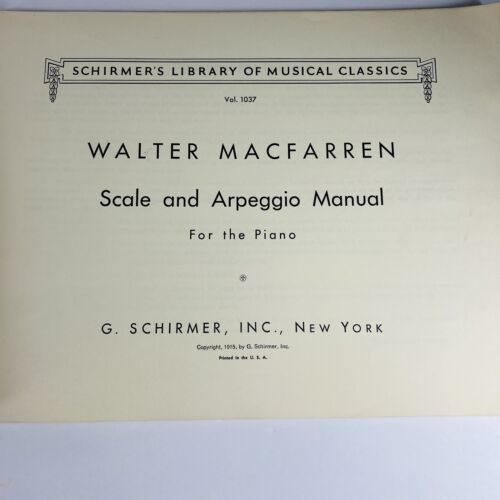 SCHIRMER'S LIBRARY OF MUSICAL CLASSICS
Vol. 1037
WALTER MACFARREN
Scale and Arpeggio Manual
For the Piano
G. SCHIRMER, INC., NEW YORK
Copyright, 1915, by G. Schirmer, Inc.
Printed in the U. S. A.